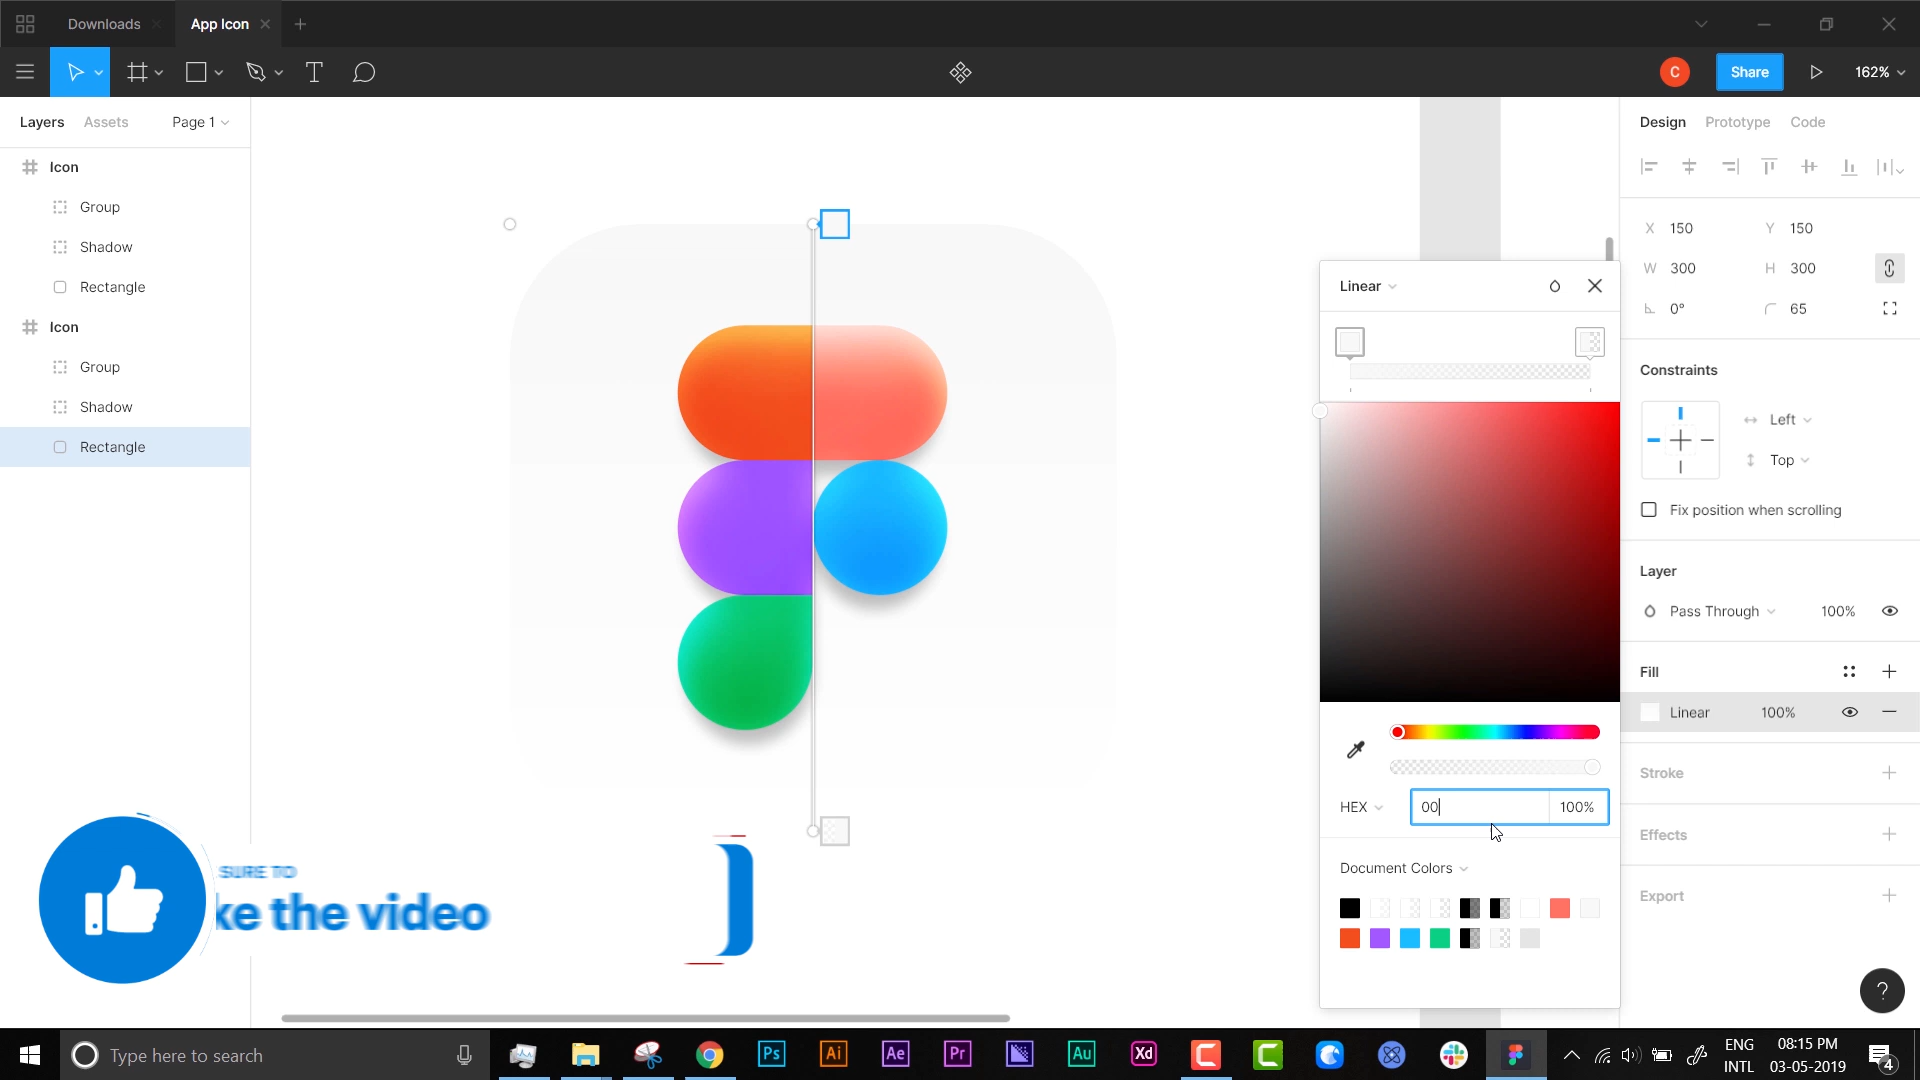 Downloads
App Icon
C
Share
162%
Layers
Assets
Page 1
Icon
Group
Shadow
Rectangle
Icon
Group
Shadow
Rectangle
Linear
HEX
00
100%
Document Colors
Design
Prototype
Code
X 150
Y 150
W 300
H 300
0°
65
Constraints
Left
Top
Fix position when scrolling
Layer
Pass Through
100%
Fill
Linear
100%
Stroke
Effects
Export
?
SURE TO
ke the video
Type here to search
Ps
Ai
Ae
Pr
Au
Xd
ENG
INTL
08:15 PM
03-05-2019
4